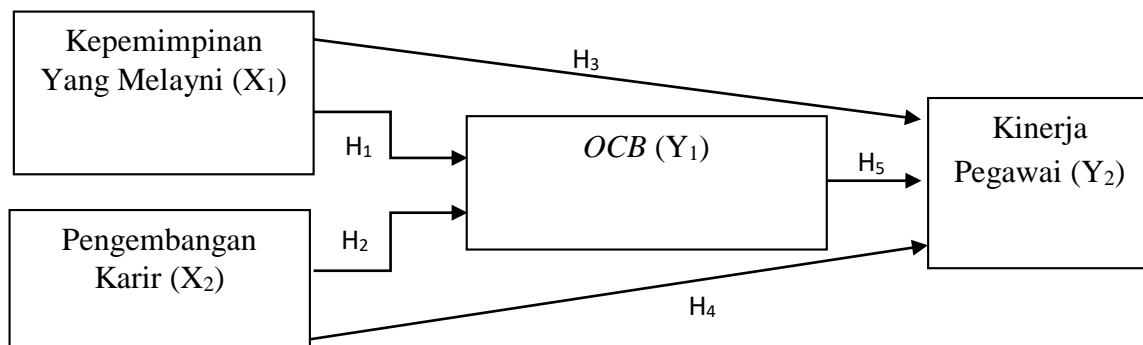 Kepemimpinan
Yang Melayni (X₁)
H₃
H₁
OCB (Y₁)
H₅
Kinerja
Pegawai (Y₂)
Pengembangan
Karir (X₂)
H₂
H₄